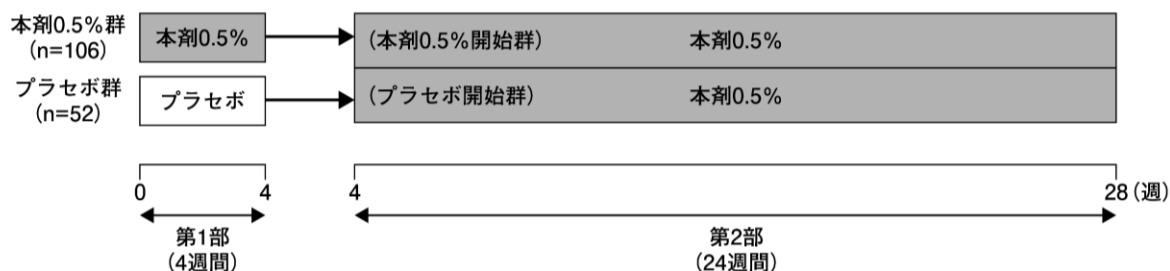 本剤0.5%群
(n=106)
本剤0.5%
(本剤0.5%開始群)
本剤0.5%
プラセボ群
(n=52)
プラセボ
(プラセボ開始群)
本剤0.5%
0
4
4
28(週)
第1部
(4週間)
第2部
(24週間)